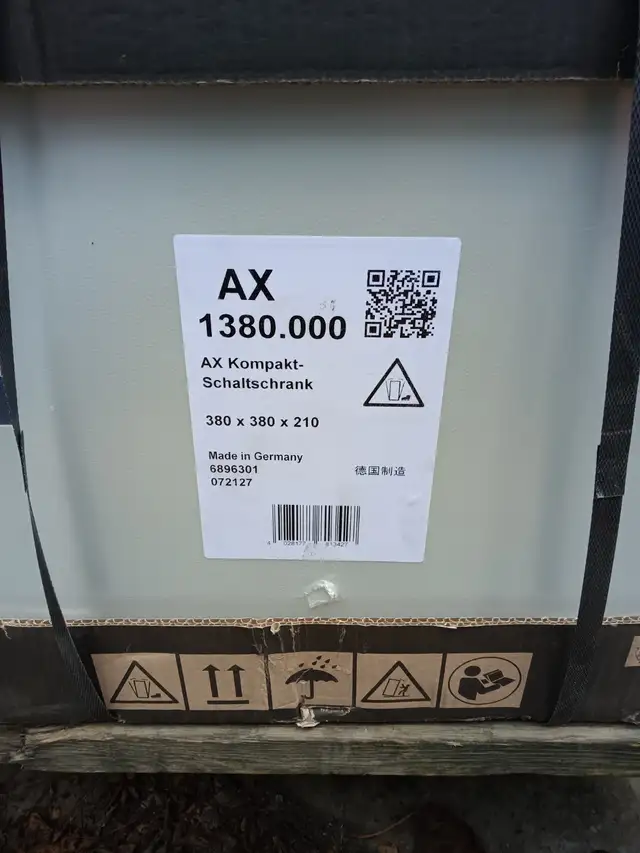 AX
1380.000
AX Kompakt-
Schaltschrank
380 x 380 x 210
Made in Germany
6896301
072127
德国制造